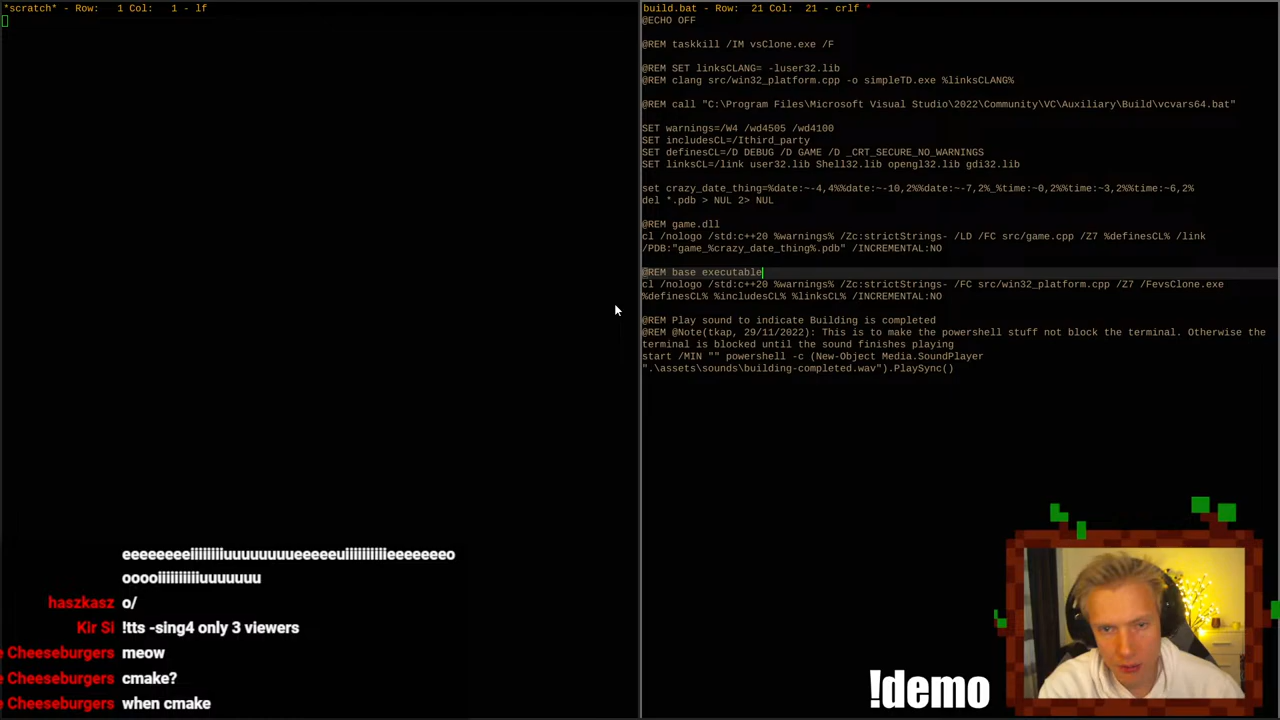 *scratch* - Row: 1 Col: 1 - lf
build.bat - Row: 21 Col: 21 - crlf *
@ECHO OFF
@REM taskkill /IM vsClone.exe /F
@REM SET linksCLANG= -luser32.lib
@REM clang src/win32_platform.cpp -o simpleTD.exe %linksCLANG%
@REM call "C:\Program Files\Microsoft Visual Studio\2022\Community\VC\Auxiliary\Build\vcvars64.bat"
SET warnings=/W4 /wd4505 /wd4100
SET includesCL=/Ithird_party
SET definesCL=/D DEBUG /D GAME /D _CRT_SECURE_NO_WARNINGS
SET linksCL=/link user32.lib Shell32.lib opengl32.lib gdi32.lib
set crazy_date_thing=%date:~-4,4%%date:~-10,2%%date:~-7,2%_%time:~0,2%%time:~3,2%%time:~6,2%
del *.pdb > NUL 2> NUL
@REM game.dll
cl /nologo /std:c++20 %warnings% /Zc:strictStrings- /LD /FC src/game.cpp /Z7 %definesCL% /link
/PDB:"game_%crazy_date_thing%.pdb" /INCREMENTAL:NO
@REM base executable
cl /nologo /std:c++20 %warnings% /Zc:strictStrings- /FC src/win32_platform.cpp /Z7 /FevsClone.exe
%definesCL% %includesCL% %linksCL% /INCREMENTAL:NO
@REM Play sound to indicate Building is completed
@REM @Note(tkap, 29/11/2022): This is to make the powershell stuff not block the terminal. Otherwise the
terminal is blocked until the sound finishes playing
start /MIN "" powershell -c (New-Object Media.SoundPlayer
".\assets\sounds\building-completed.wav").PlaySync()
eeeeeeeeiiiiiiiiuuuuuuuueeeeeuiiiiiiiiiieeeeeeeo
ooooiiiiiiiiiiuuuuuuu
haszkasz o/
Kir Si !tts -sing4 only 3 viewers
e Cheeseburgers meow
e Cheeseburgers cmake?
e Cheeseburgers when cmake
!demo